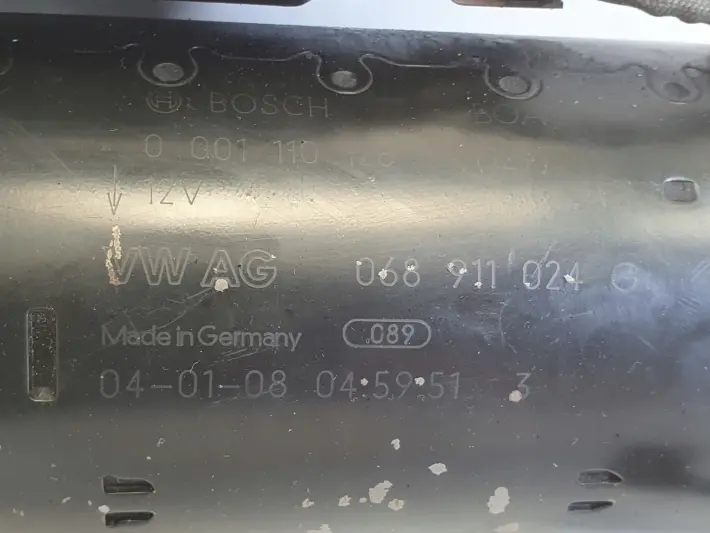 BOSCH
0 001 110
12V
VW AG 068 911 024 G
Made in Germany 089
04-01-08 04:59:51 3